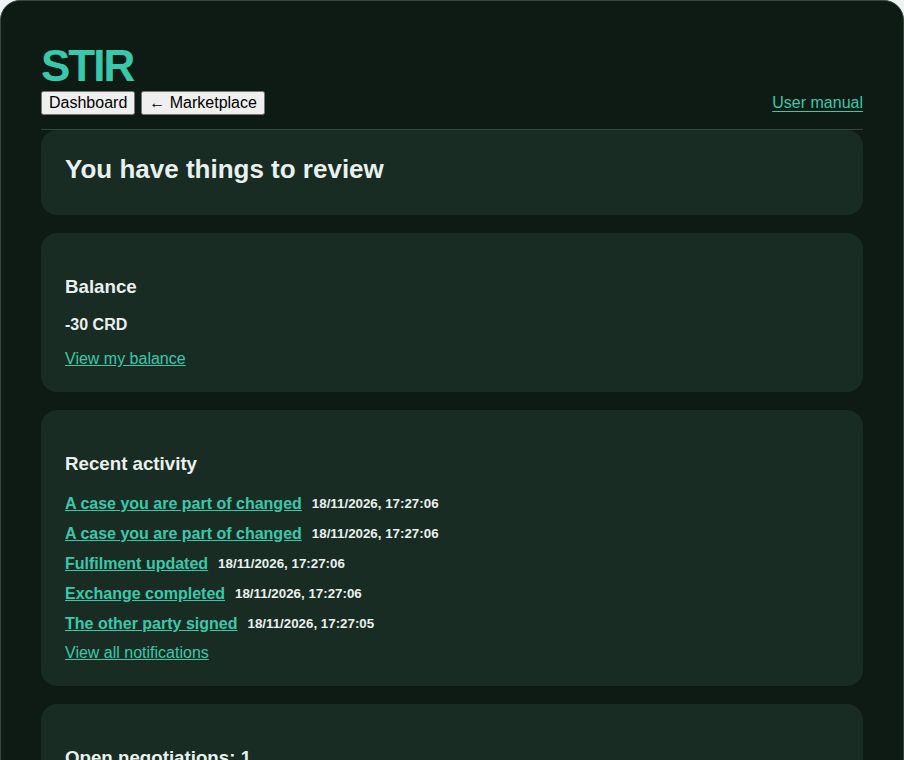 STIR
Dashboard ← Marketplace User manual
You have things to review
Balance
-30 CRD
View my balance
Recent activity
A case you are part of changed 18/11/2026, 17:27:06
A case you are part of changed 18/11/2026, 17:27:06
Fulfilment updated 18/11/2026, 17:27:06
Exchange completed 18/11/2026, 17:27:06
The other party signed 18/11/2026, 17:27:05
View all notifications
Open negotiations: 1